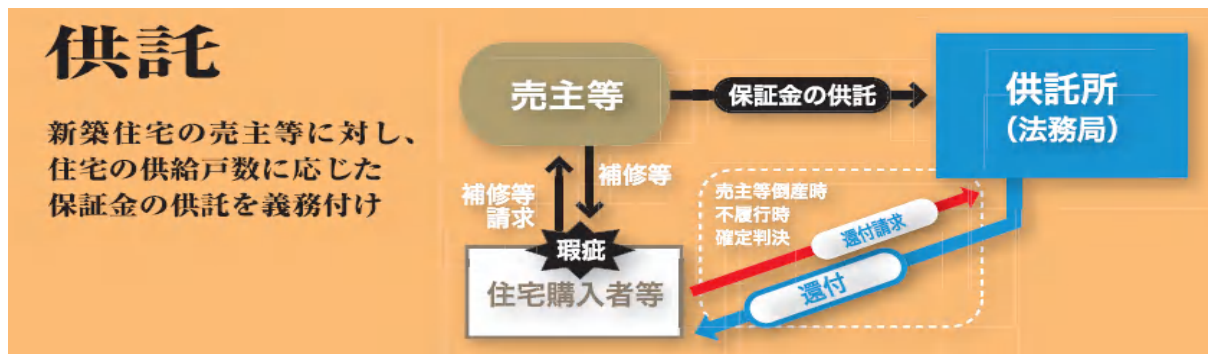 供託
新築住宅の売主等に対し、
住宅の供給戸数に応じた
保証金の供託を義務付け
売主等
保証金の供託
供託所
（法務局）
補修等
請求
補修等
瑕疵
住宅購入者等
売主等倒産時
不履行時
確定判決
還付請求
還付